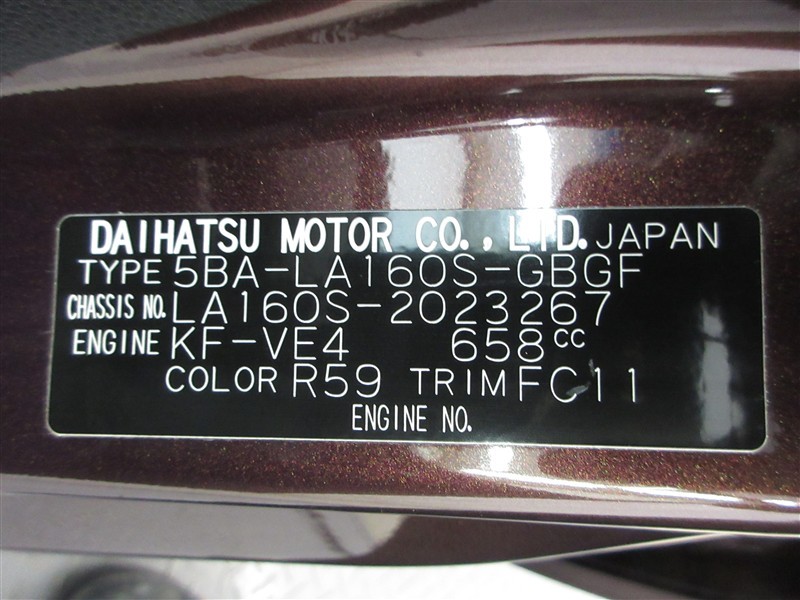 DAIHATSU MOTOR CO., LTD. JAPAN
TYPE 5BA-LA160S-GBGF
CHASSIS NO. LA160S-2023267
ENGINE KF-VE4 658CC
COLOR R59 TRIM FC11
ENGINE NO.